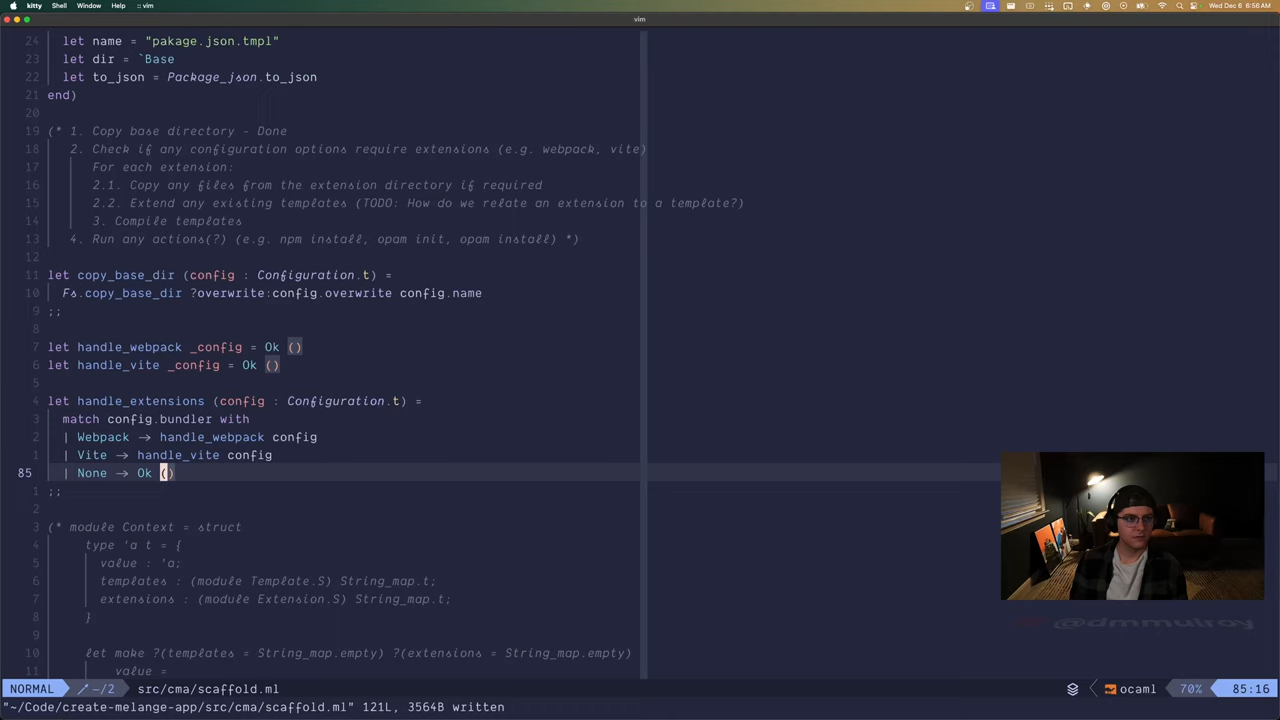 kitty Shell Window Help :: vim Wed Dec 6 6:56 AM
vim
24 let name = "pakage.json.tmpl"
23 let dir = `Base
22 let to_json = Package_json.to_json
21 end)
20
19 (* 1. Copy base directory - Done
18 2. Check if any configuration options require extensions (e.g. webpack, vite)
17 For each extension:
16 2.1. Copy any files from the extension directory if required
15 2.2. Extend any existing templates (TODO: How do we relate an extension to a template?)
14 3. Compile templates
13 4. Run any actions(?) (e.g. npm install, opam init, opam install) *)
12
11 let copy_base_dir (config : Configuration.t) =
10 Fs.copy_base_dir ?overwrite:config.overwrite config.name
9 ;;
8
7 let handle_webpack _config = Ok ()
6 let handle_vite _config = Ok ()
5
4 let handle_extensions (config : Configuration.t) =
3 match config.bundler with
2 | Webpack → handle_webpack config
1 | Vite → handle_vite config
85 | None → Ok ()
1 ;;
2
3 (* module Context = struct
4 type 'a t = {
5 value : 'a;
6 templates : (module Template.S) String_map.t;
7 extensions : (module Extension.S) String_map.t;
8 }
9
10 let make ?(templates = String_map.empty) ?(extensions = String_map.empty)
11 value =
@dmmulroy
NORMAL ~/2 src/cma/scaffold.ml ocaml 70% 85:16
"~/Code/create-melange-app/src/cma/scaffold.ml" 121L, 3564B written